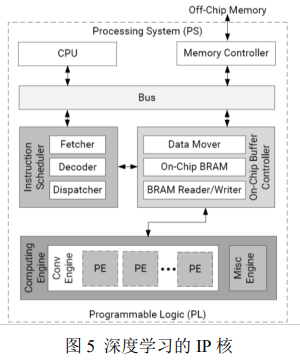 Off-Chip Memory
Processing System (PS)
CPU
Memory Controller
Bus
Instruction
Scheduler
Fetcher
Decoder
Dispatcher
Data Mover
On-Chip BRAM
BRAM Reader/Writer
On-Chip Buffer
Controller
Computing
Engine
Conv
Engine
PE
PE
PE
Misc
Engine
Programmable Logic (PL)
图 5 深度学习的 IP 核